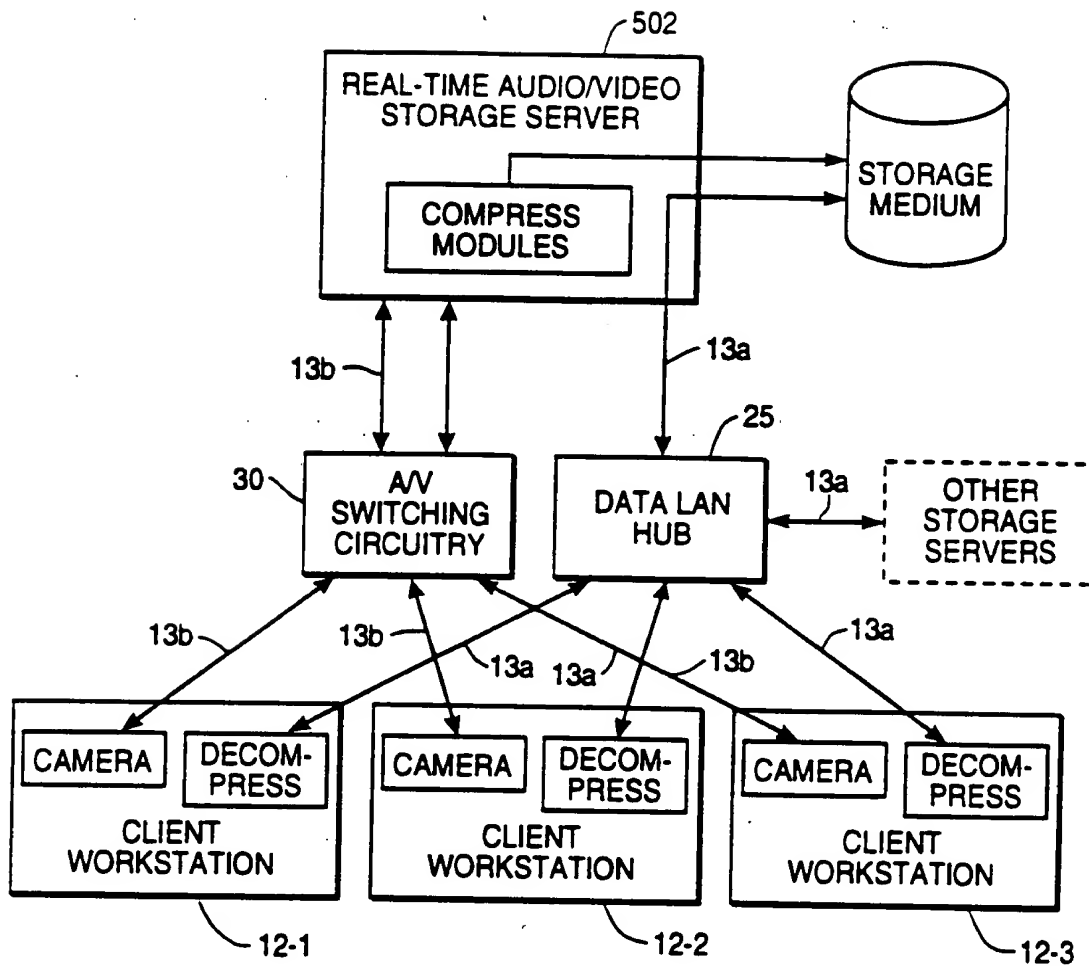 502
REAL-TIME AUDIO/VIDEO
STORAGE SERVER
COMPRESS
MODULES
STORAGE
MEDIUM
13b
13a
25
30
A/V
SWITCHING
CIRCUITRY
DATA LAN
HUB
13a
OTHER
STORAGE
SERVERS
13b
13b
13a
13a
13b
13a
CAMERA
DECOM-
PRESS
CLIENT
WORKSTATION
CAMERA
DECOM-
PRESS
CLIENT
WORKSTATION
CAMERA
DECOM-
PRESS
CLIENT
WORKSTATION
12-1
12-2
12-3